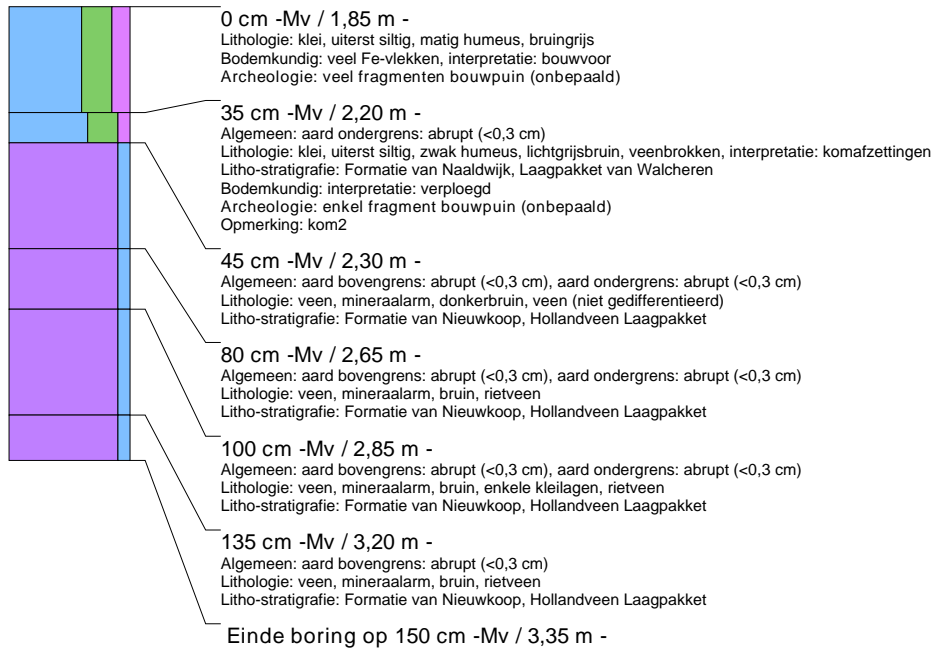 0 cm -Mv / 1,85 m -
Lithologie: klei, uiterst siltig, matig humeus, bruingrijs
Bodemkundig: veel Fe-vlekken, interpretatie: bouwvoor
Archeologie: veel fragmenten bouwpuin (onbepaald)
35 cm -Mv / 2,20 m -
Algemeen: aard ondergrens: abrupt (<0,3 cm)
Lithologie: klei, uiterst siltig, zwak humeus, lichtgrijsbruin, veenbrokken, interpretatie: komafzettingen
Litho-stratigrafie: Formatie van Naaldwijk, Laagpakket van Walcheren
Bodemkundig: interpretatie: verploegd
Archeologie: enkel fragment bouwpuin (onbepaald)
Opmerking: kom2
45 cm -Mv / 2,30 m -
Algemeen: aard bovengrens: abrupt (<0,3 cm), aard ondergrens: abrupt (<0,3 cm)
Lithologie: veen, mineraalarm, donkerbruin, veen (niet gedifferentieerd)
Litho-stratigrafie: Formatie van Nieuwkoop, Hollandveen Laagpakket
80 cm -Mv / 2,65 m -
Algemeen: aard bovengrens: abrupt (<0,3 cm), aard ondergrens: abrupt (<0,3 cm)
Lithologie: veen, mineraalarm, bruin, rietveen
Litho-stratigrafie: Formatie van Nieuwkoop, Hollandveen Laagpakket
100 cm -Mv / 2,85 m -
Algemeen: aard bovengrens: abrupt (<0,3 cm), aard ondergrens: abrupt (<0,3 cm)
Lithologie: veen, mineraalarm, bruin, enkele kleilagen, rietveen
Litho-stratigrafie: Formatie van Nieuwkoop, Hollandveen Laagpakket
135 cm -Mv / 3,20 m -
Algemeen: aard bovengrens: abrupt (<0,3 cm)
Lithologie: veen, mineraalarm, bruin, rietveen
Litho-stratigrafie: Formatie van Nieuwkoop, Hollandveen Laagpakket
Einde boring op 150 cm -Mv / 3,35 m -